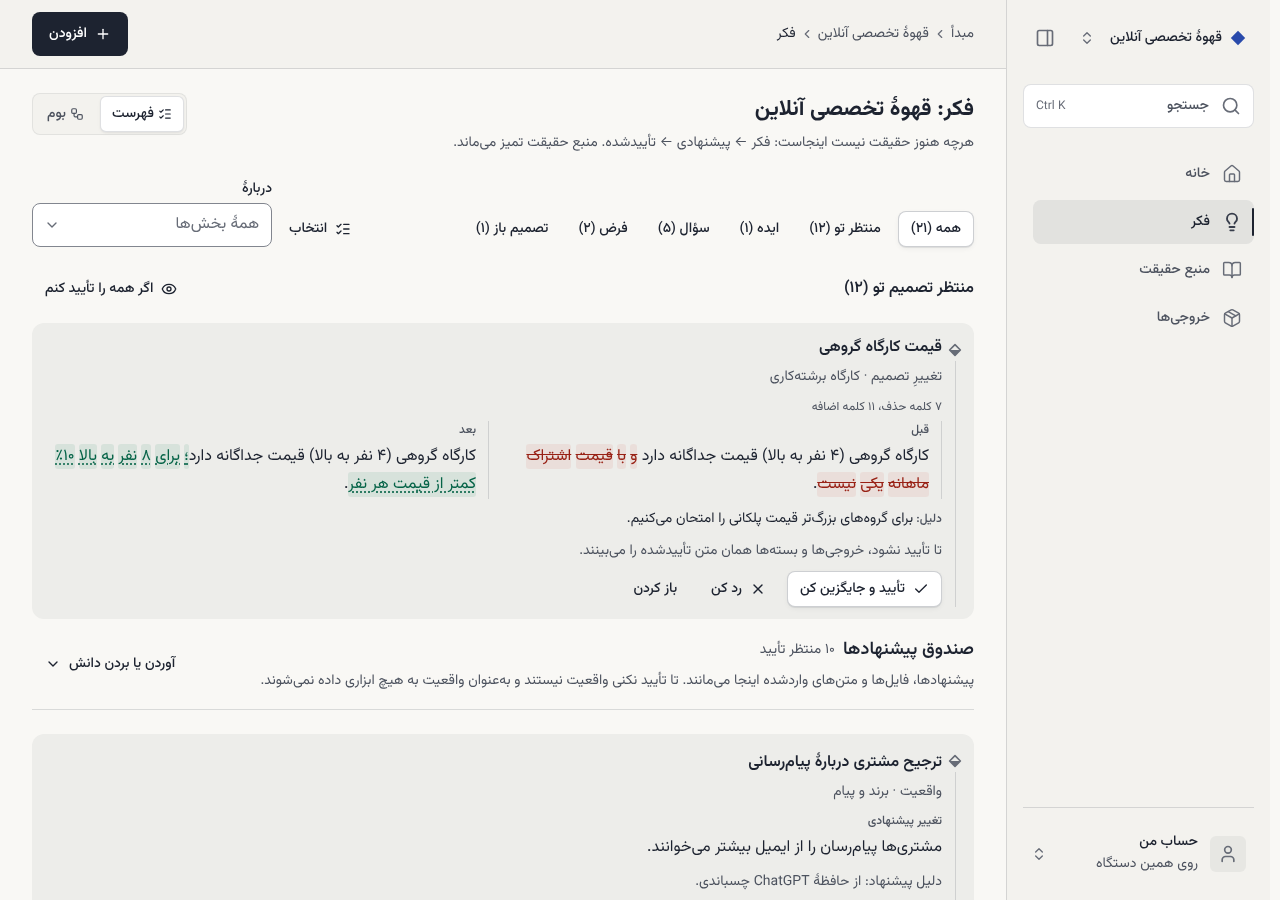 قهوهٔ تخصصی آنلاین
جستجو
Ctrl K
خانه
فکر
منبع حقیقت
خروجی‌ها
حساب من
روی همین دستگاه
مبدأ › قهوهٔ تخصصی آنلاین › فکر
افزودن
فکر: قهوهٔ تخصصی آنلاین
هرچه هنوز حقیقت نیست اینجاست: فکر ← پیشنهادی ← تأییدشده. منبع حقیقت تمیز می‌ماند.
فهرست
بوم
همه (۲۱)
منتظر تو (۱۲)
ایده (۱)
سؤال (۵)
فرض (۲)
تصمیم باز (۱)
انتخاب
دربارهٔ
همهٔ بخش‌ها
منتظر تصمیم تو (۱۲)
اگر همه را تأیید کنم
قیمت کارگاه گروهی
تغییرِ تصمیم · کارگاه برشته‌کاری
۷ کلمه حذف، ۱۱ کلمه اضافه
قبل
کارگاه گروهی (۴ نفر به بالا) قیمت جداگانه دارد و با قیمت اشتراک
ماهانه یکی نیست.
بعد
کارگاه گروهی (۴ نفر به بالا) قیمت جداگانه دارد؛ برای ۸ نفر به بالا ۱۰٪
کمتر از قیمت هر نفر.
دلیل: برای گروه‌های بزرگ‌تر قیمت پلکانی را امتحان می‌کنیم.
تا تأیید نشود، خروجی‌ها و بسته‌ها همان متن تأییدشده را می‌بینند.
تأیید و جایگزین کن
رد کن
باز کردن
صندوق پیشنهادها ۱۰ منتظر تأیید
آوردن یا بردن دانش
پیشنهادها، فایل‌ها و متن‌های واردشده اینجا می‌مانند. تا تأیید نکنی واقعیت نیستند و به‌عنوان واقعیت به هیچ ابزاری داده نمی‌شوند.
ترجیح مشتری دربارهٔ پیام‌رسانی
واقعیت · برند و پیام
تغییر پیشنهادی
مشتری‌ها پیام‌رسان را از ایمیل بیشتر می‌خوانند.
دلیل پیشنهاد: از حافظهٔ ChatGPT چسباندی.